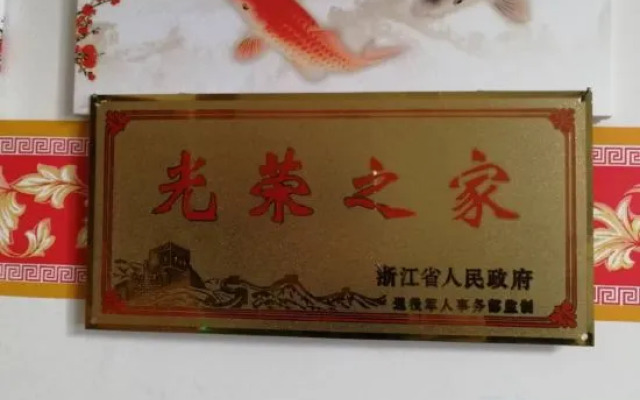 光荣之家
浙江省人民政府
退役军人事务部监制